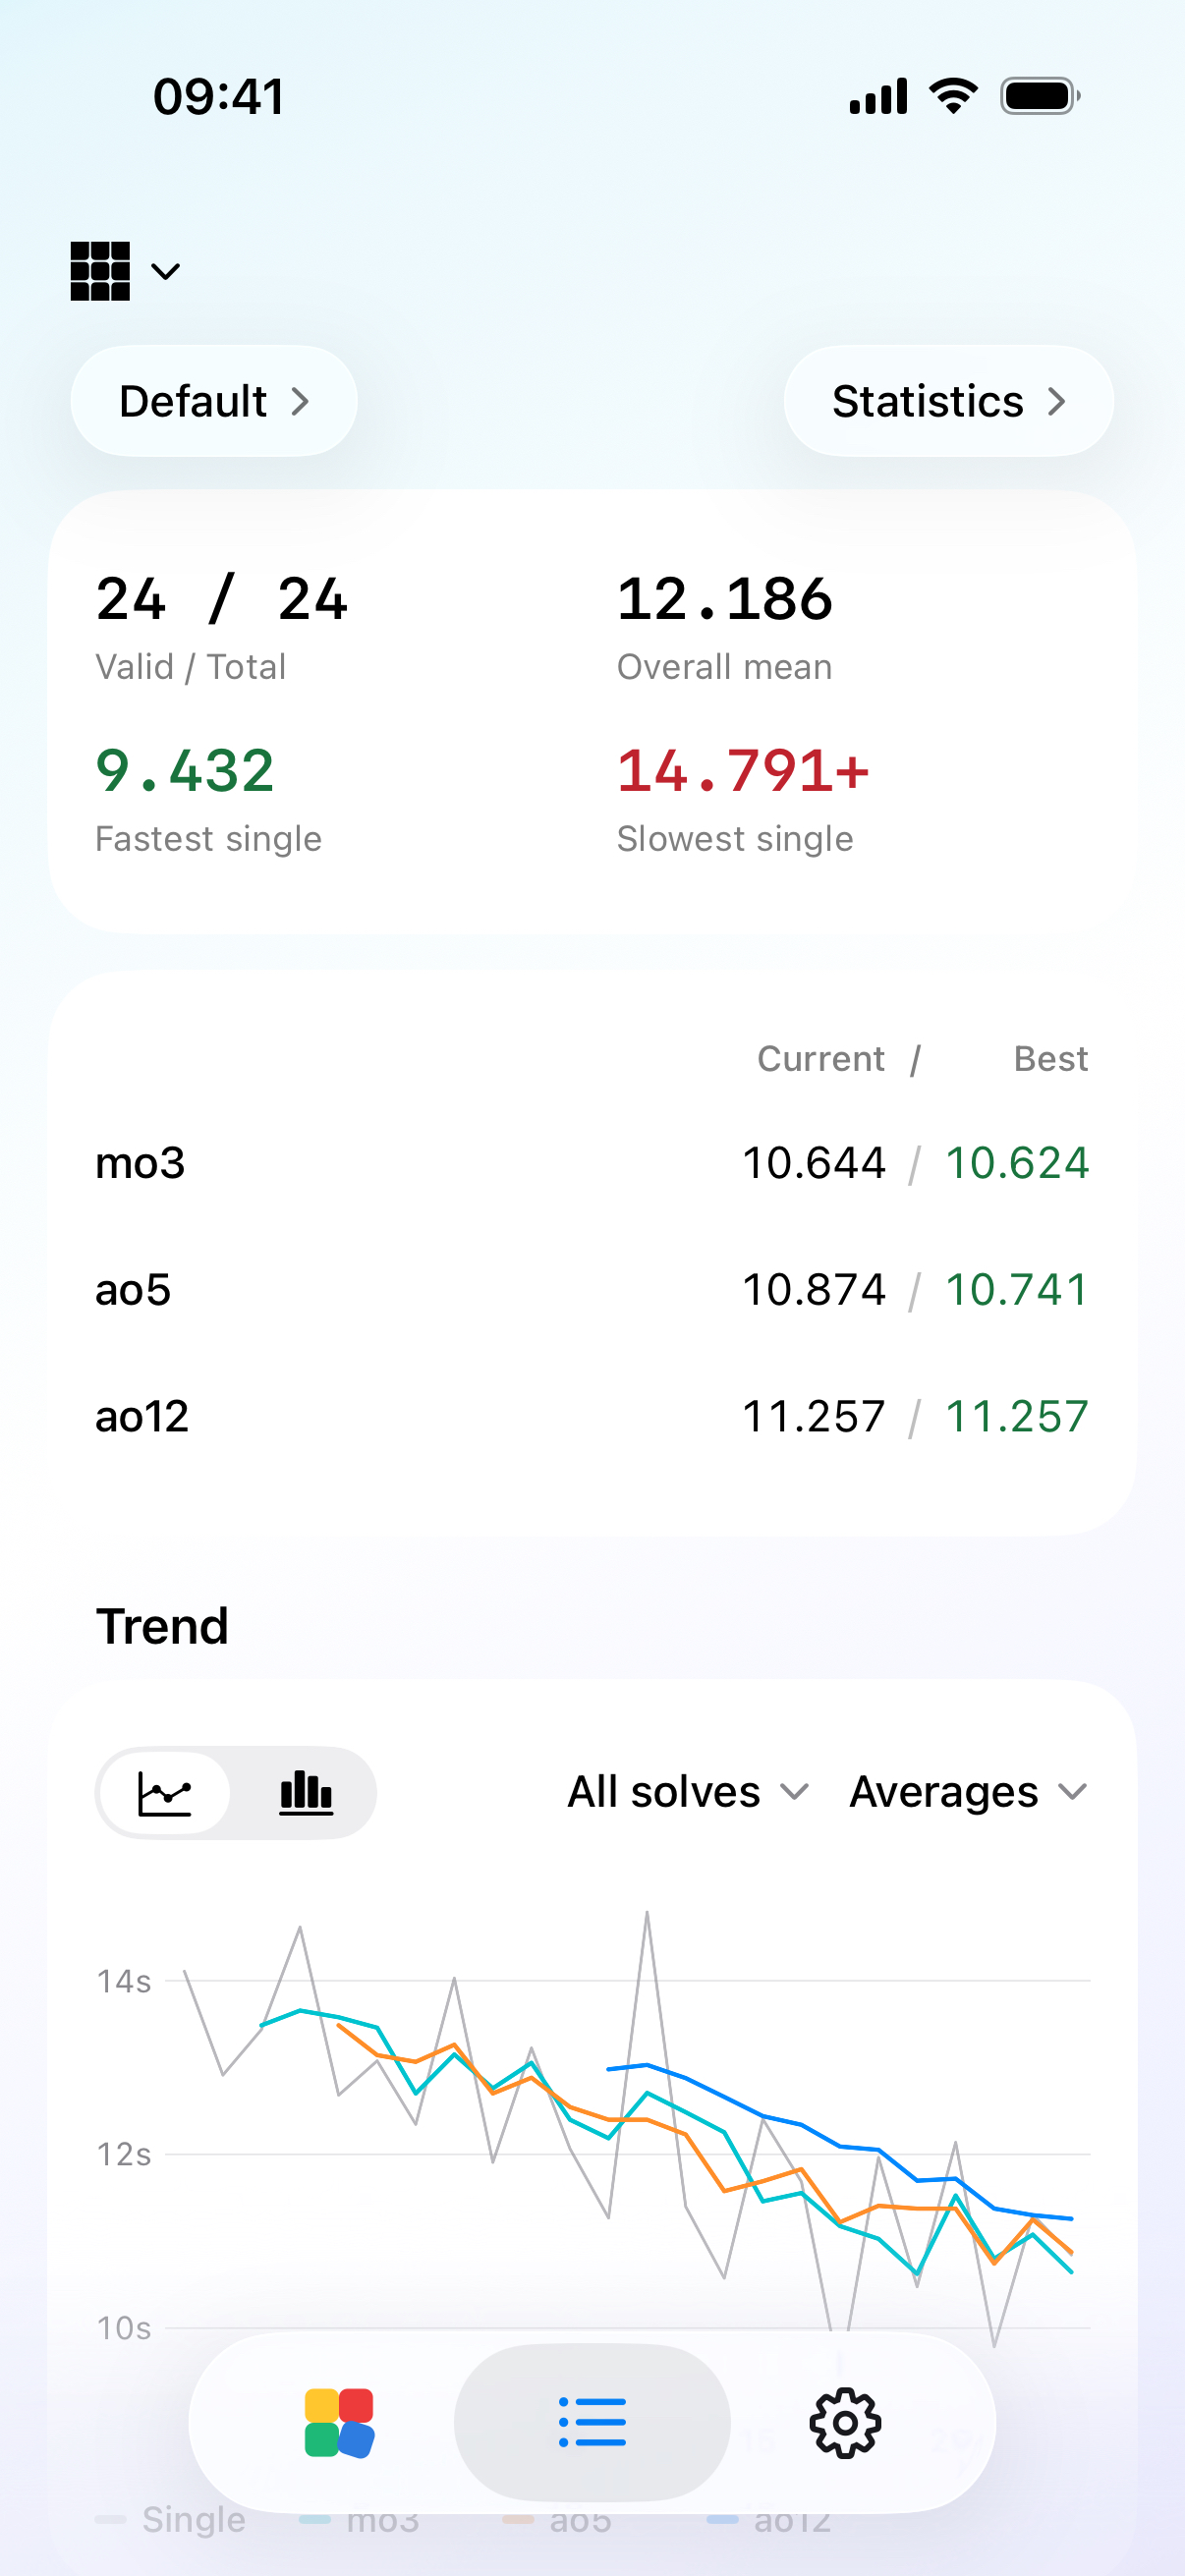 09:41
Default
Statistics
24 / 24
12.186
Valid / Total
Overall mean
9.432
14.791+
Fastest single
Slowest single
Current / Best
mo3 10.644 / 10.624
ao5 10.874 / 10.741
ao12 11.257 / 11.257
Trend
All solves
Averages
14s
12s
10s
Single mo3 ao5 ao12